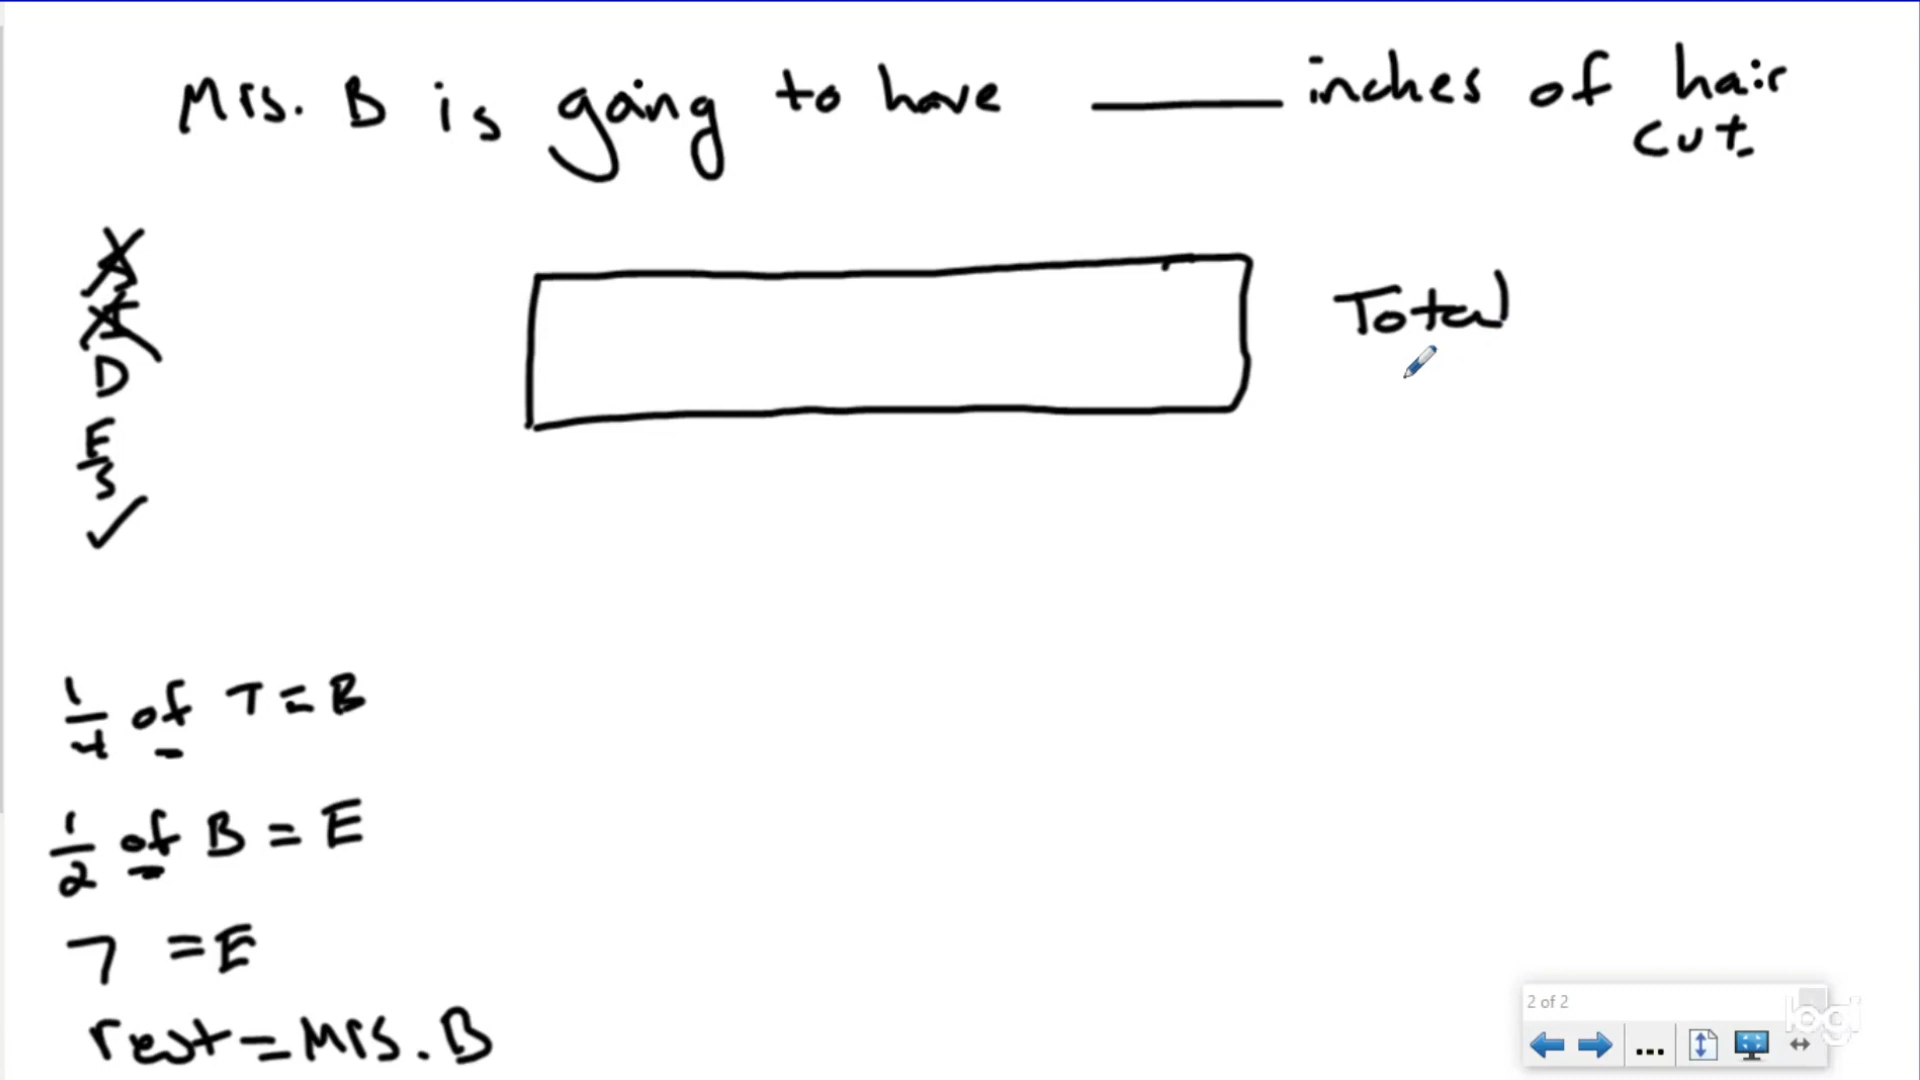 Mrs. B is going to have ______ inches of hair
cut.
D
E
S
Total
1/4 of T = B
1/2 of B = E
7 = E
rest = Mrs. B
2 of 2
logi